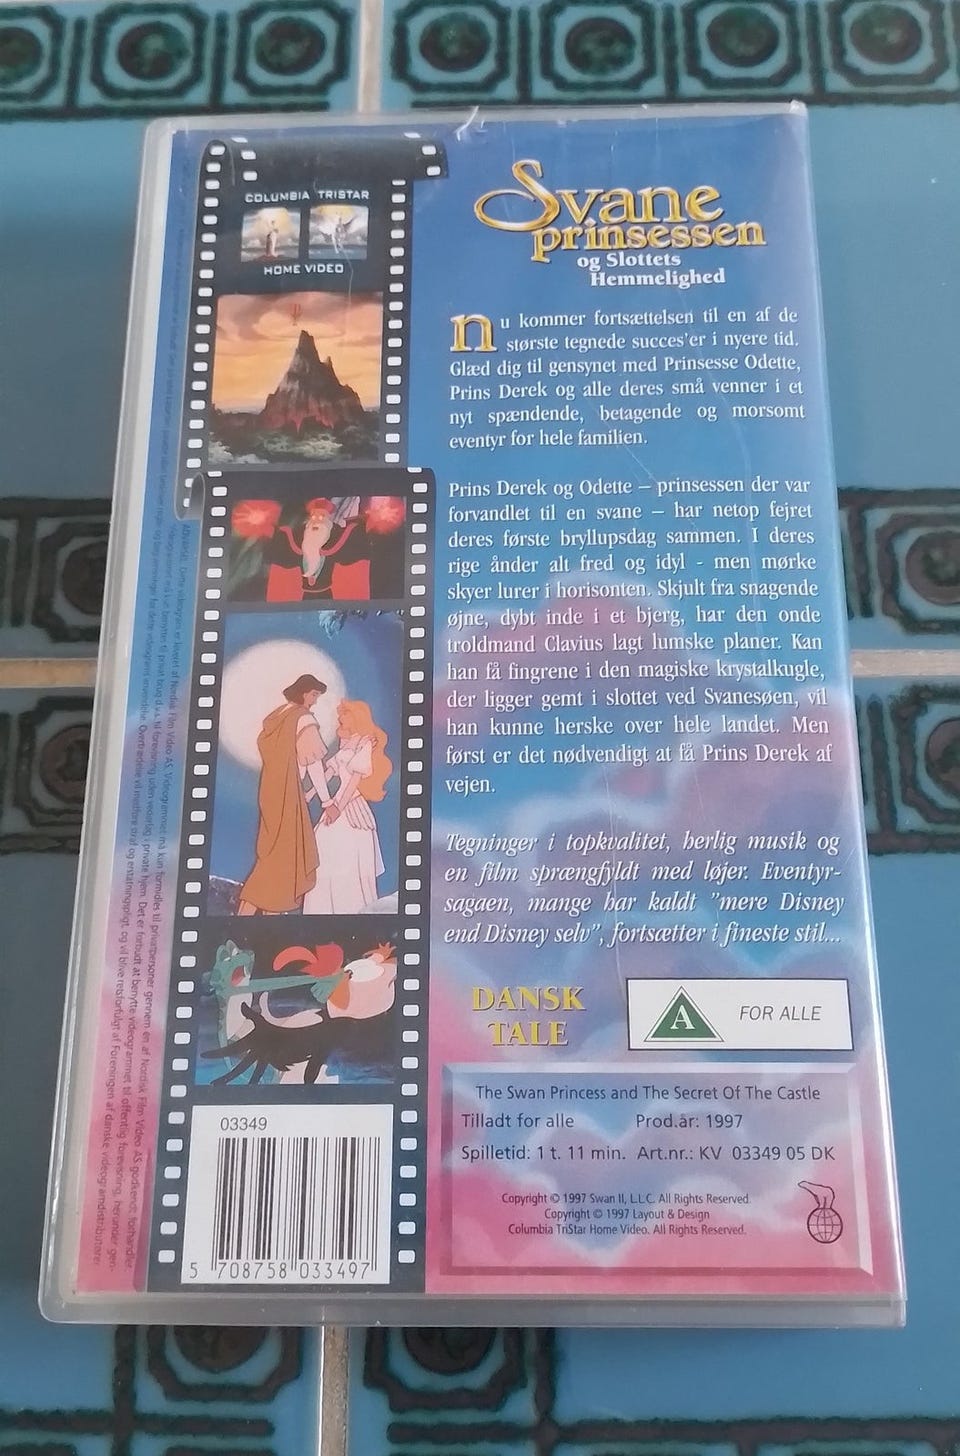 COLUMBIA TRISTAR
HOME VIDEO
Svane
prinsessen
og Slottets
Hemmelighed
nu kommer fortsættelsen til en af de
største tegnede succes'er i nyere tid.
Glæd dig til gensynet med Prinsesse Odette,
Prins Derek og alle deres små venner i et
nyt spændende, betagende og morsomt
eventyr for hele familien.
Prins Derek og Odette – prinsessen der var
forvandlet til en svane – har netop fejret
deres første bryllupsdag sammen. I deres
rige ånder alt fred og idyl - men mørke
skyer lurer i horisonten. Skjult fra snagende
øjne, dybt inde i et bjerg, har den onde
troldmand Clavius lagt lumske planer. Kan
han få fingrene i den magiske krystalkugle,
der ligger gemt i slottet ved Svanesøen, vil
han kunne herske over hele landet. Men
først er det nødvendigt at få Prins Derek af
vejen.
Tegninger i topkvalitet, herlig musik og
en film sprængfyldt med løjer. Eventyr-
sagaen, mange har kaldt "mere Disney
end Disney selv", fortsætter i fineste stil...
DANSK
TALE
A
FOR ALLE
The Swan Princess and The Secret Of The Castle
Tilladt for alle Prod.år: 1997
Spilletid: 1 t. 11 min. Art.nr.: KV 03349 05 DK
Copyright © 1997 Swan II, L.L.C. All Rights Reserved.
Copyright © 1997 Layout & Design
Columbia TriStar Home Video. All Rights Reserved.
03349
5 708758 033497